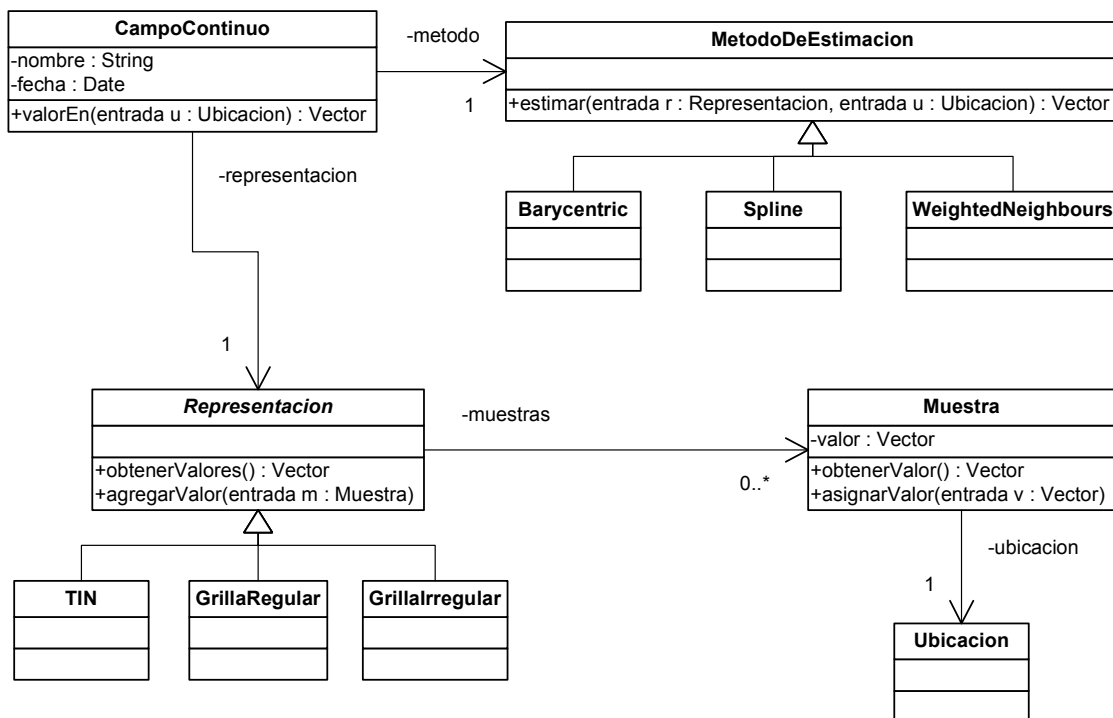 CampoContinuo
-nombre : String
-fecha : Date
+valorEn(entrada u : Ubicacion) : Vector
-metodo
1
MetodoDeEstimacion
+estimar(entrada r : Representacion, entrada u : Ubicacion) : Vector
-representacion
1
Barycentric
Spline
WeightedNeighbours
Representacion
+obtenerValores() : Vector
+agregarValor(entrada m : Muestra)
-muestras
0..*
Muestra
-valor : Vector
+obtenerValor() : Vector
+asignarValor(entrada v : Vector)
-ubicacion
1
TIN
GrillaRegular
GrillaIrregular
Ubicacion